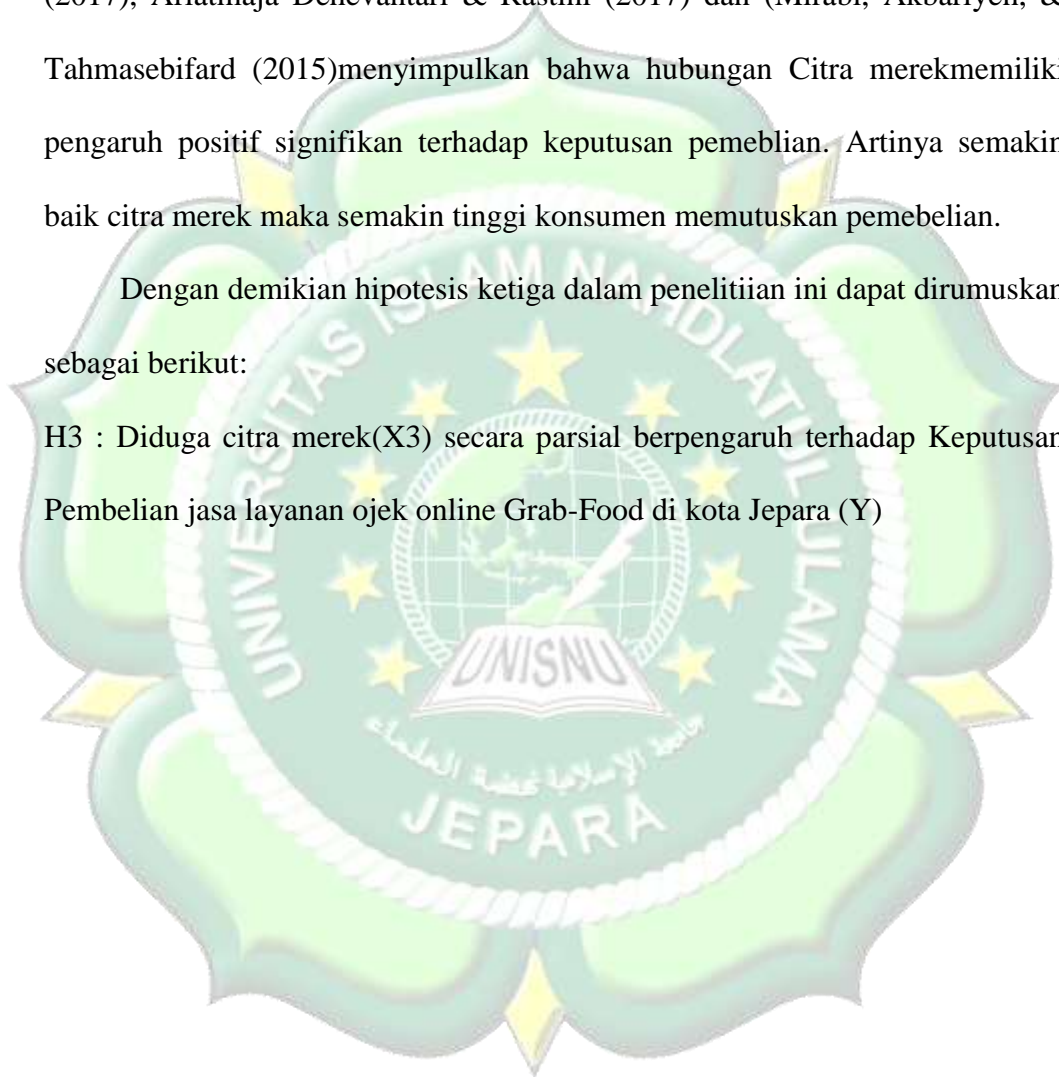 (2017), Ariatmaja Denevantari & Rastini (2017) dan (Mirabi, Akbariyeh, &
Tahmasebifard (2015)menyimpulkan bahwa hubungan Citra merekmemiliki
pengaruh positif signifikan terhadap keputusan pemeblian. Artinya semakin
baik citra merek maka semakin tinggi konsumen memutuskan pemebelian.
Dengan demikian hipotesis ketiga dalam penelitiian ini dapat dirumuskan
sebagai berikut:
H3 : Diduga citra merek(X3) secara parsial berpengaruh terhadap Keputusan
Pembelian jasa layanan ojek online Grab-Food di kota Jepara (Y)
UNIVERSITAS ISLAM NAHDLATUL ULAMA
UNISNU
JEPARA